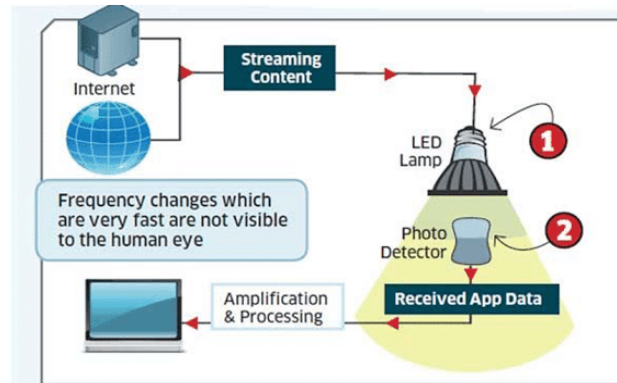 Streaming
Content
Internet
LED
Lamp
1
Frequency changes which
are very fast are not visible
to the human eye
Photo
Detector
2
Amplification
& Processing
Received App Data